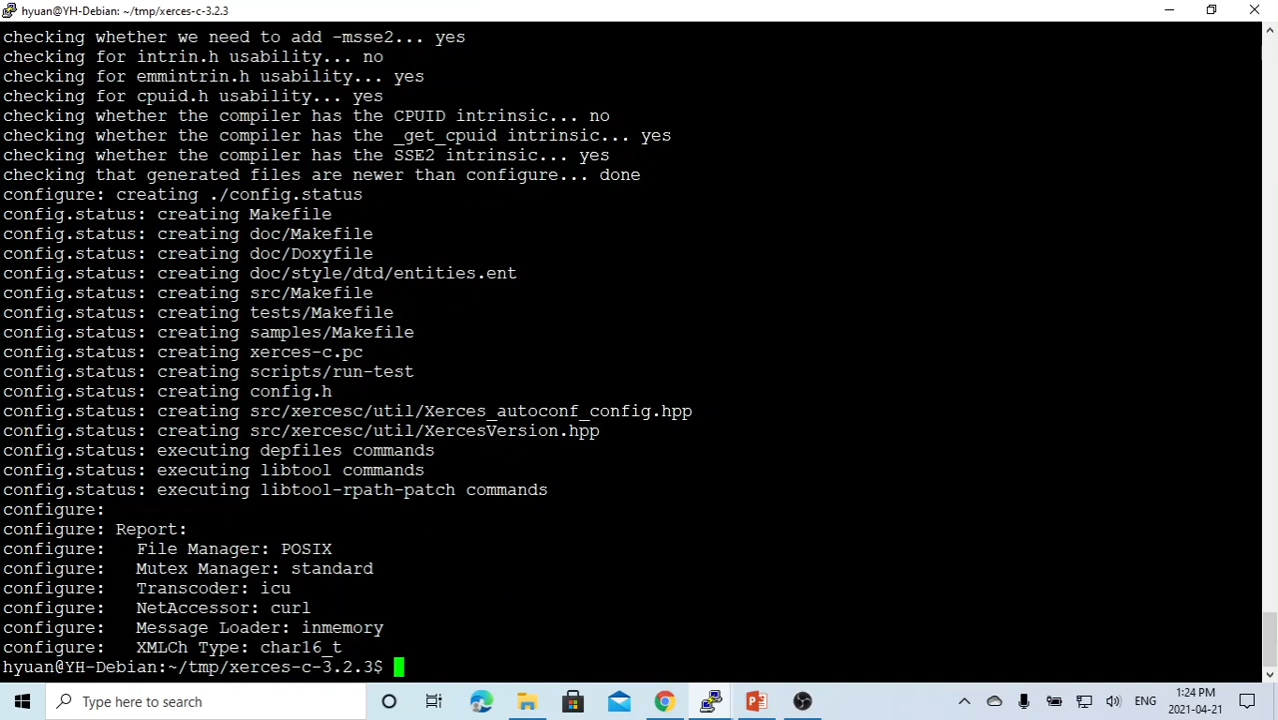 hyuan@YH-Debian: ~/tmp/xerces-c-3.2.3
checking whether we need to add -msse2... yes
checking for intrin.h usability... no
checking for emmintrin.h usability... yes
checking for cpuid.h usability... yes
checking whether the compiler has the CPUID intrinsic... no
checking whether the compiler has the _get_cpuid intrinsic... yes
checking whether the compiler has the SSE2 intrinsic... yes
checking that generated files are newer than configure... done
configure: creating ./config.status
config.status: creating Makefile
config.status: creating doc/Makefile
config.status: creating doc/Doxyfile
config.status: creating doc/style/dtd/entities.ent
config.status: creating src/Makefile
config.status: creating tests/Makefile
config.status: creating samples/Makefile
config.status: creating xerces-c.pc
config.status: creating scripts/run-test
config.status: creating config.h
config.status: creating src/xercesc/util/Xerces_autoconf_config.hpp
config.status: creating src/xercesc/util/XercesVersion.hpp
config.status: executing depfiles commands
config.status: executing libtool commands
config.status: executing libtool-rpath-patch commands
configure:
configure: Report:
configure:   File Manager: POSIX
configure:   Mutex Manager: standard
configure:   Transcoder: icu
configure:   NetAccessor: curl
configure:   Message Loader: inmemory
configure:   XMLCh Type: char16_t
hyuan@YH-Debian:~/tmp/xerces-c-3.2.3$
Type here to search
ENG
1:24 PM
2021-04-21